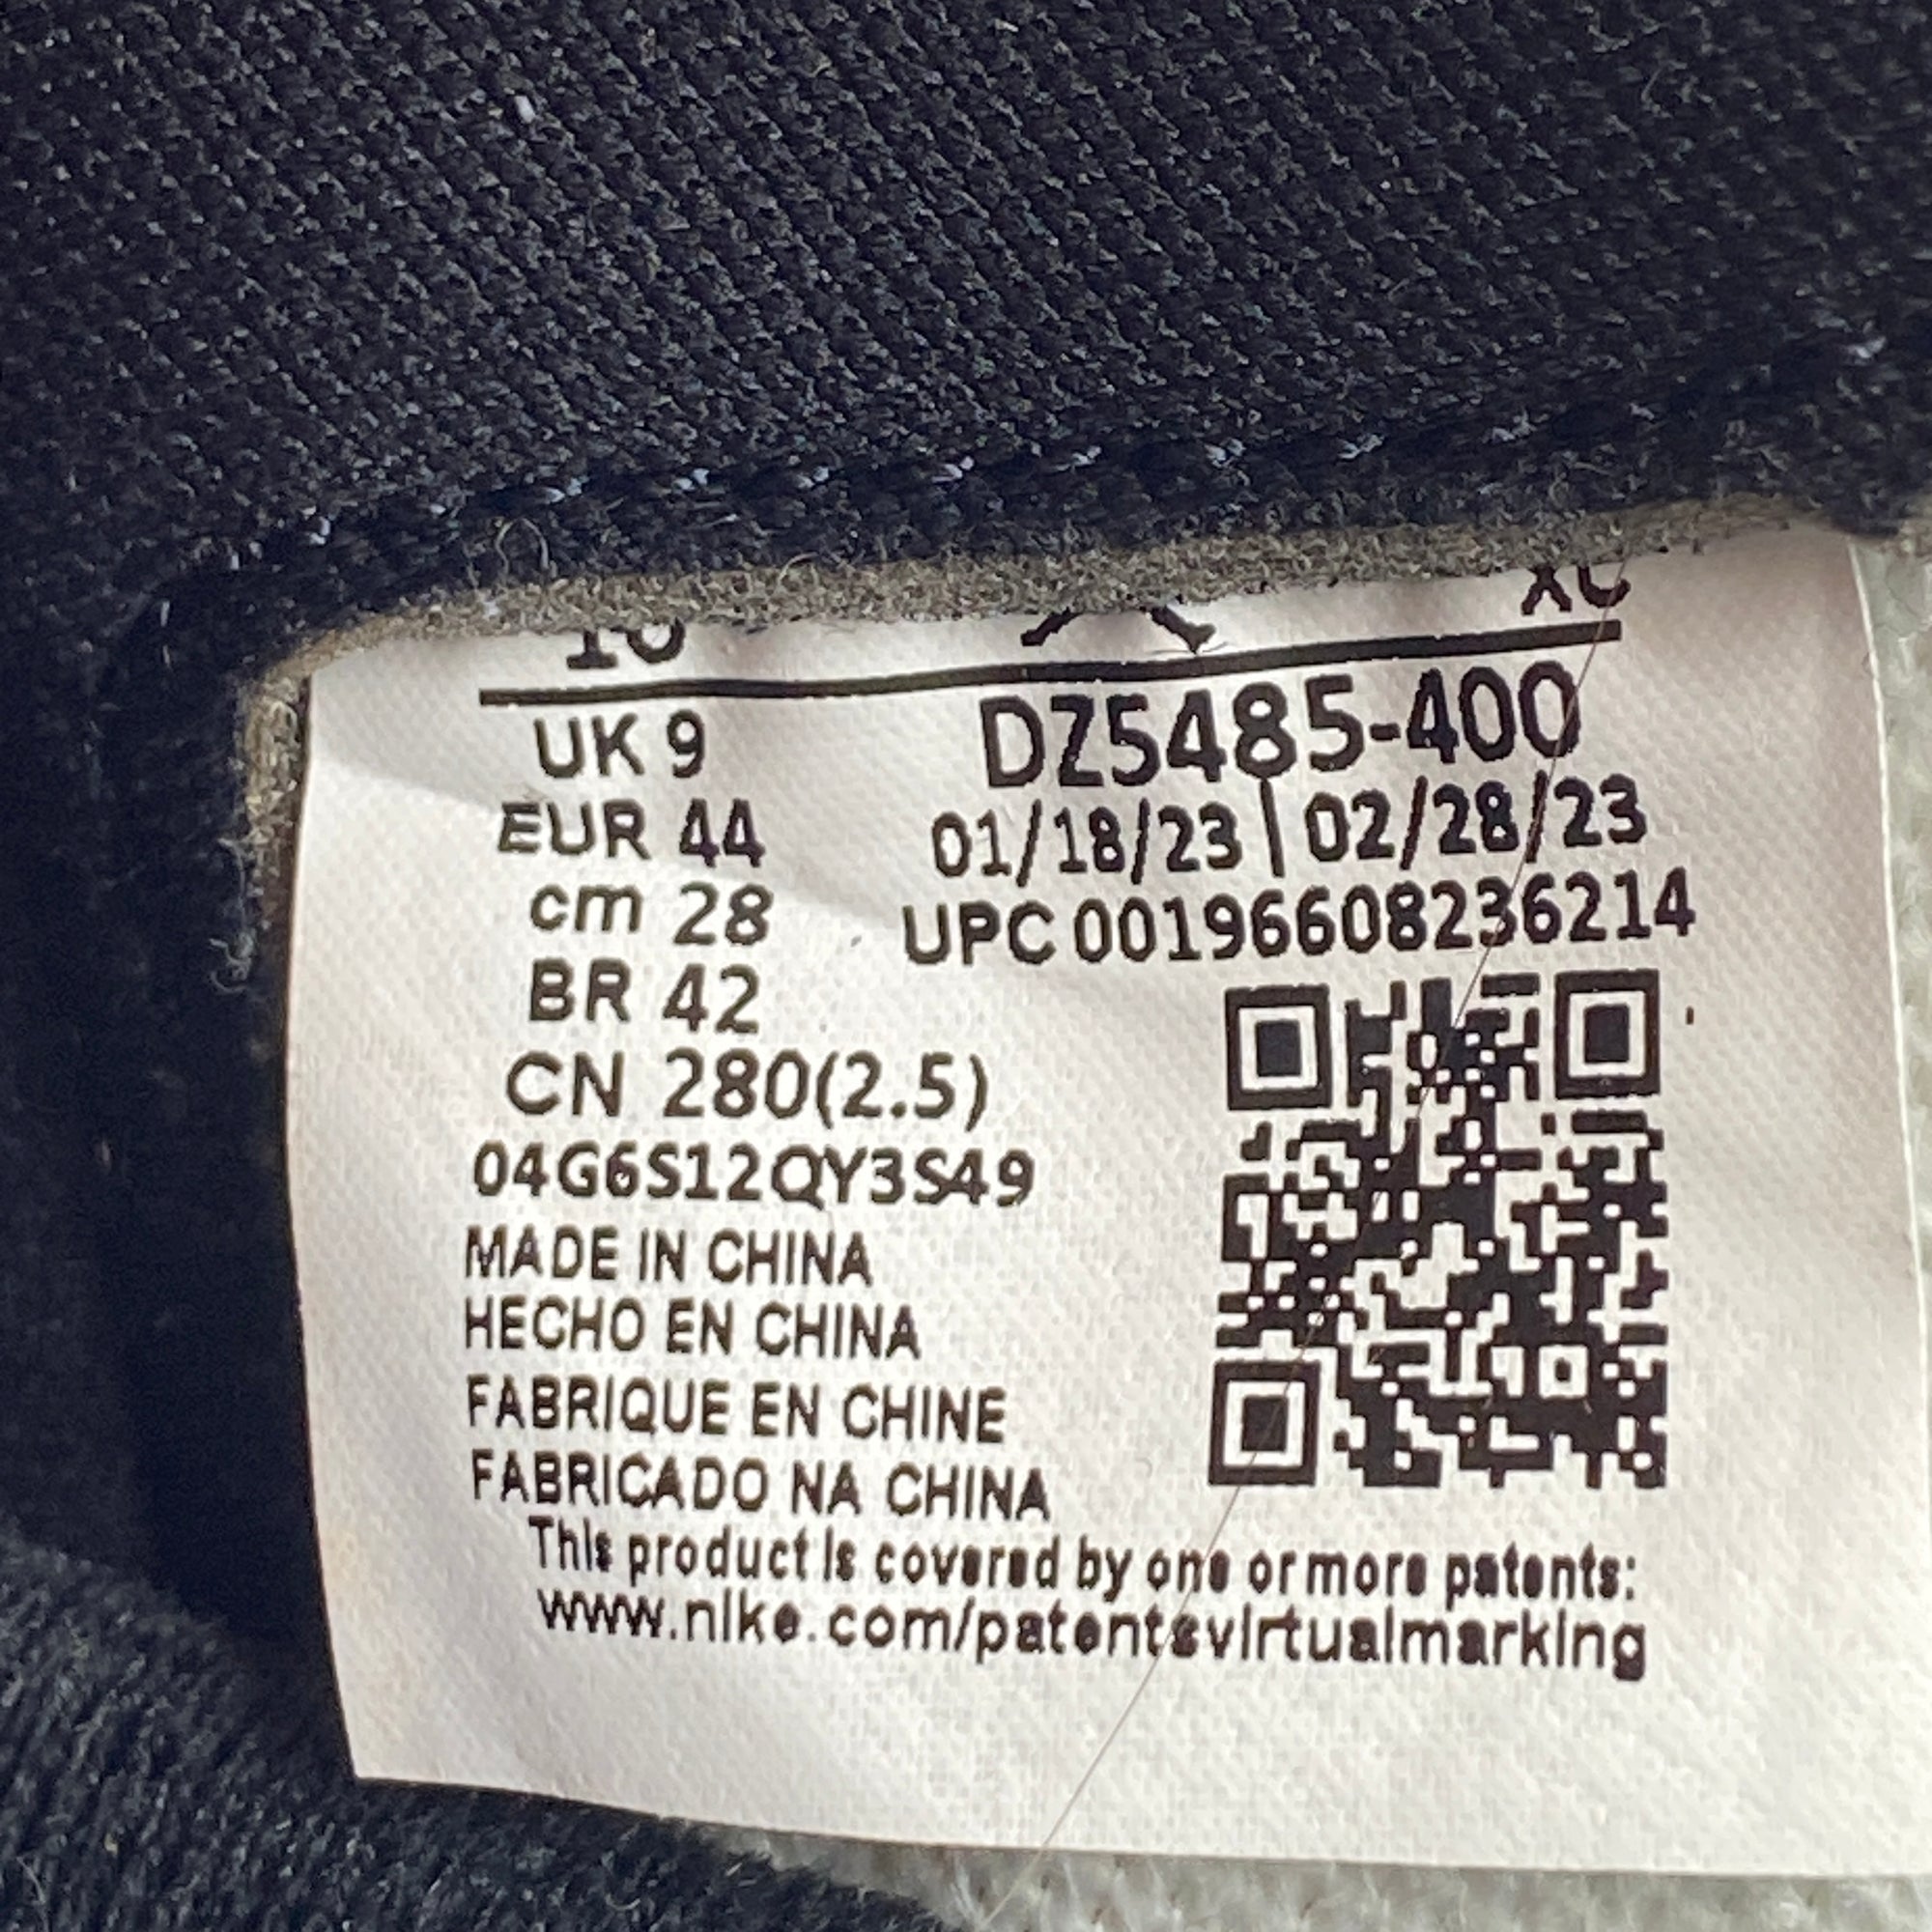 UK 9
DZ5485-400
EUR 44
01/18/23 | 02/28/23
cm 28
UPC 00196608236214
BR 42
CN 280(2.5)
04G6S12QY3S49
MADE IN CHINA
HECHO EN CHINA
FABRIQUE EN CHINE
FABRICADO NA CHINA
This product is covered by one or more patents:
www.nike.com/patentsvirtualmarking